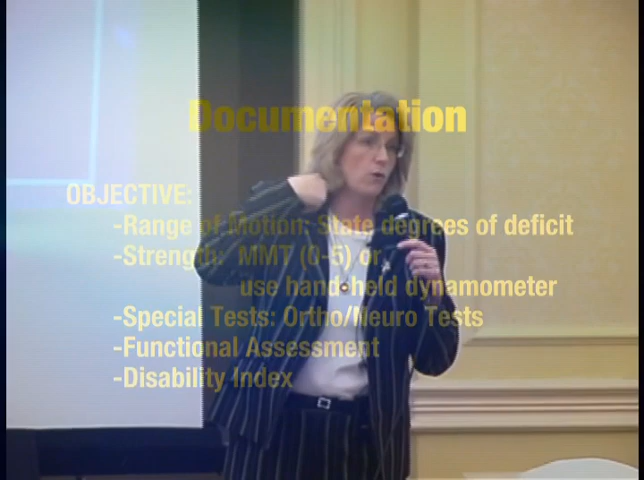 Documentation
OBJECTIVE:
-Range of Motion: State degrees of deficit
-Strength: MMT (0-5) or
use hand-held dynamometer
-Special Tests: Ortho/Neuro Tests
-Functional Assessment
-Disability Index